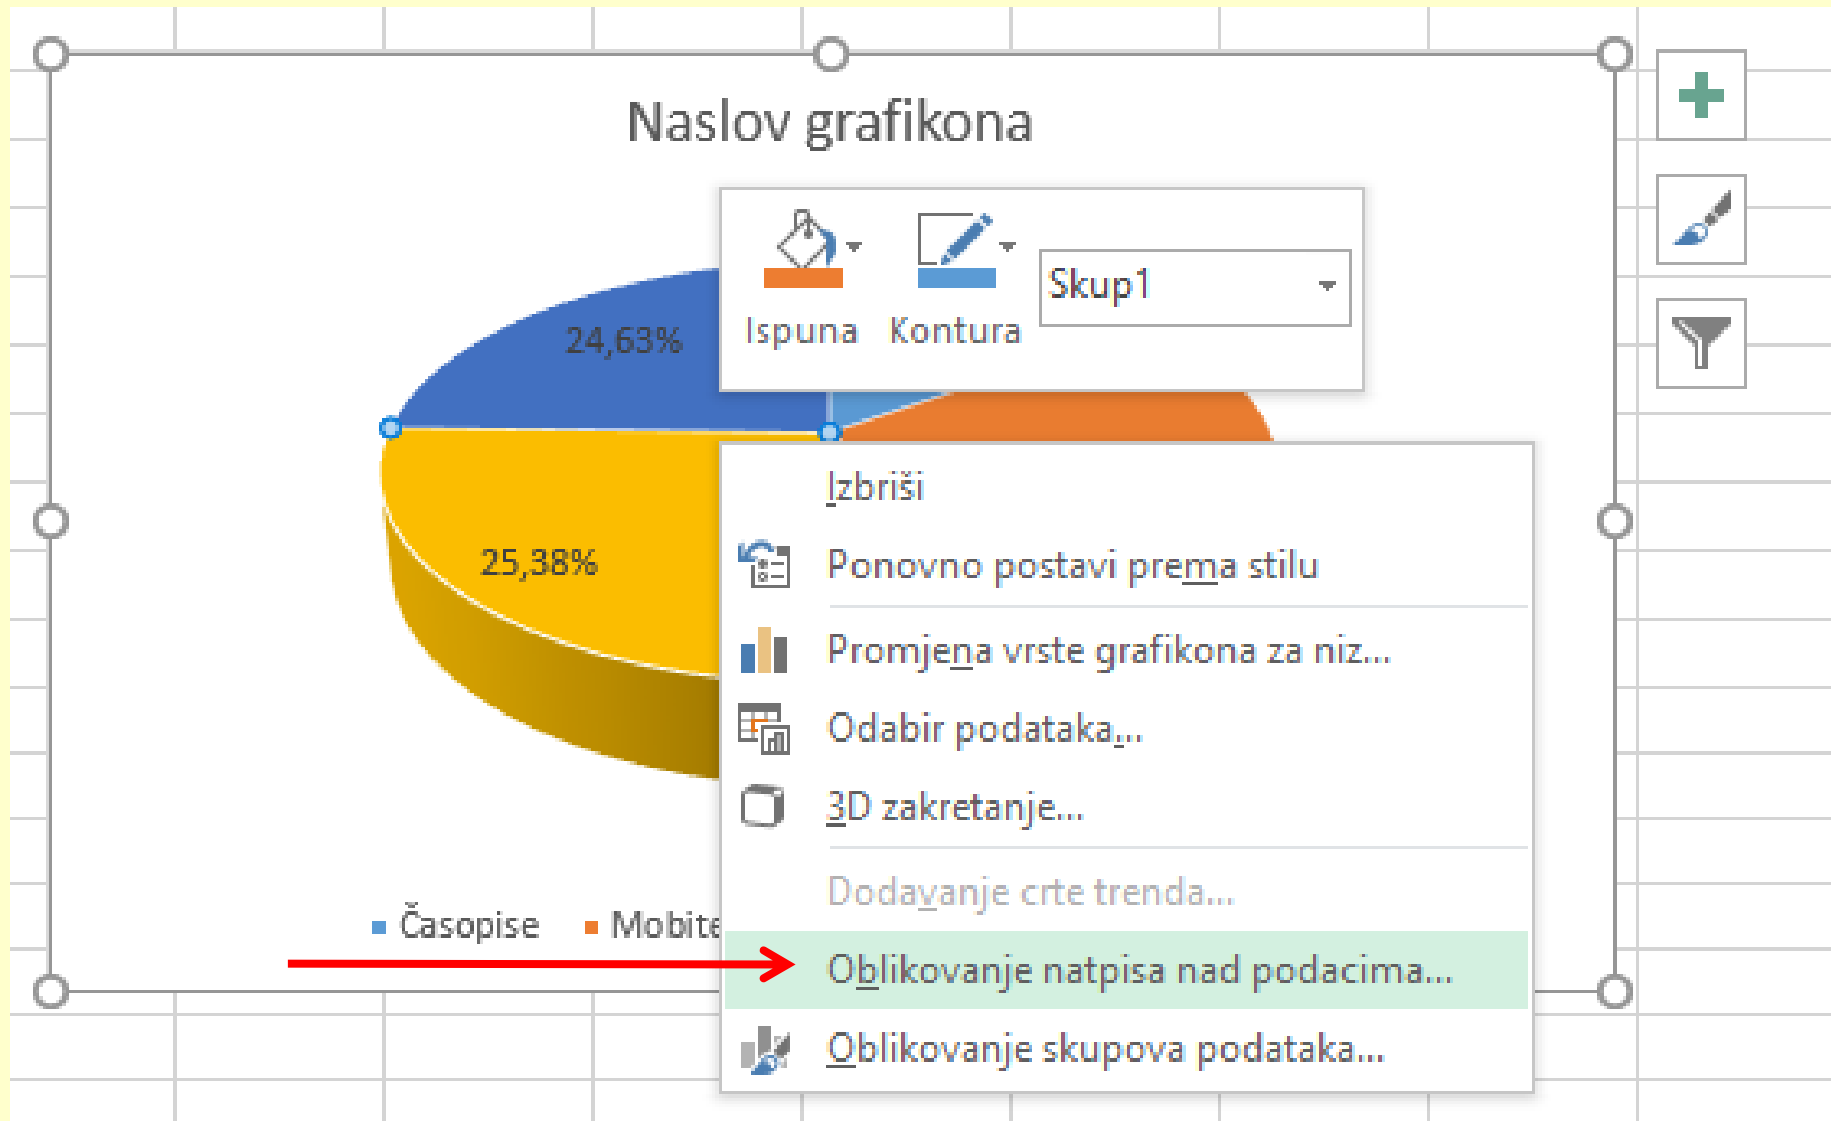 Naslov grafikona
Skup1
Ispuna Kontura
24,63%
25,38%
Izbriši
Ponovno postavi prema stilu
Promjena vrste grafikona za niz...
Odabir podataka...
3D zakretanje...
Dodavanje crte trenda...
Časopise Mobite
Oblikovanje natpisa nad podacima...
Oblikovanje skupova podataka...